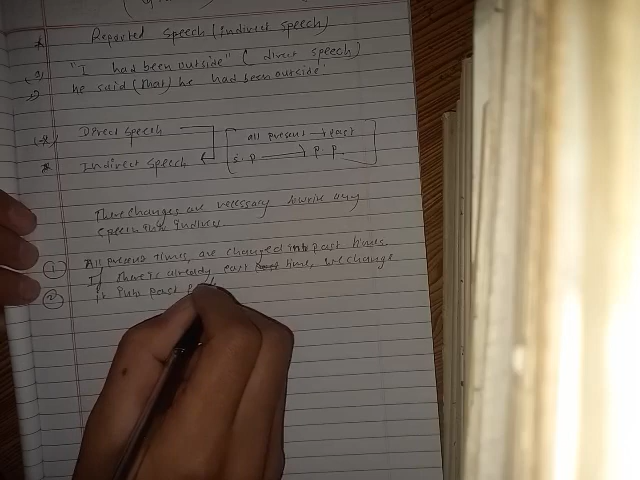 * Reported speech (indirect speech)
"I had been outside" (direct speech)
he said (that) he had been outside'
Direct speech
all present → past
* Indirect speech
s. p → p. p
These changes are necessary to write any
speech into indirect
① All present times, are changed into past times
② If there is already past time, we change
it into past